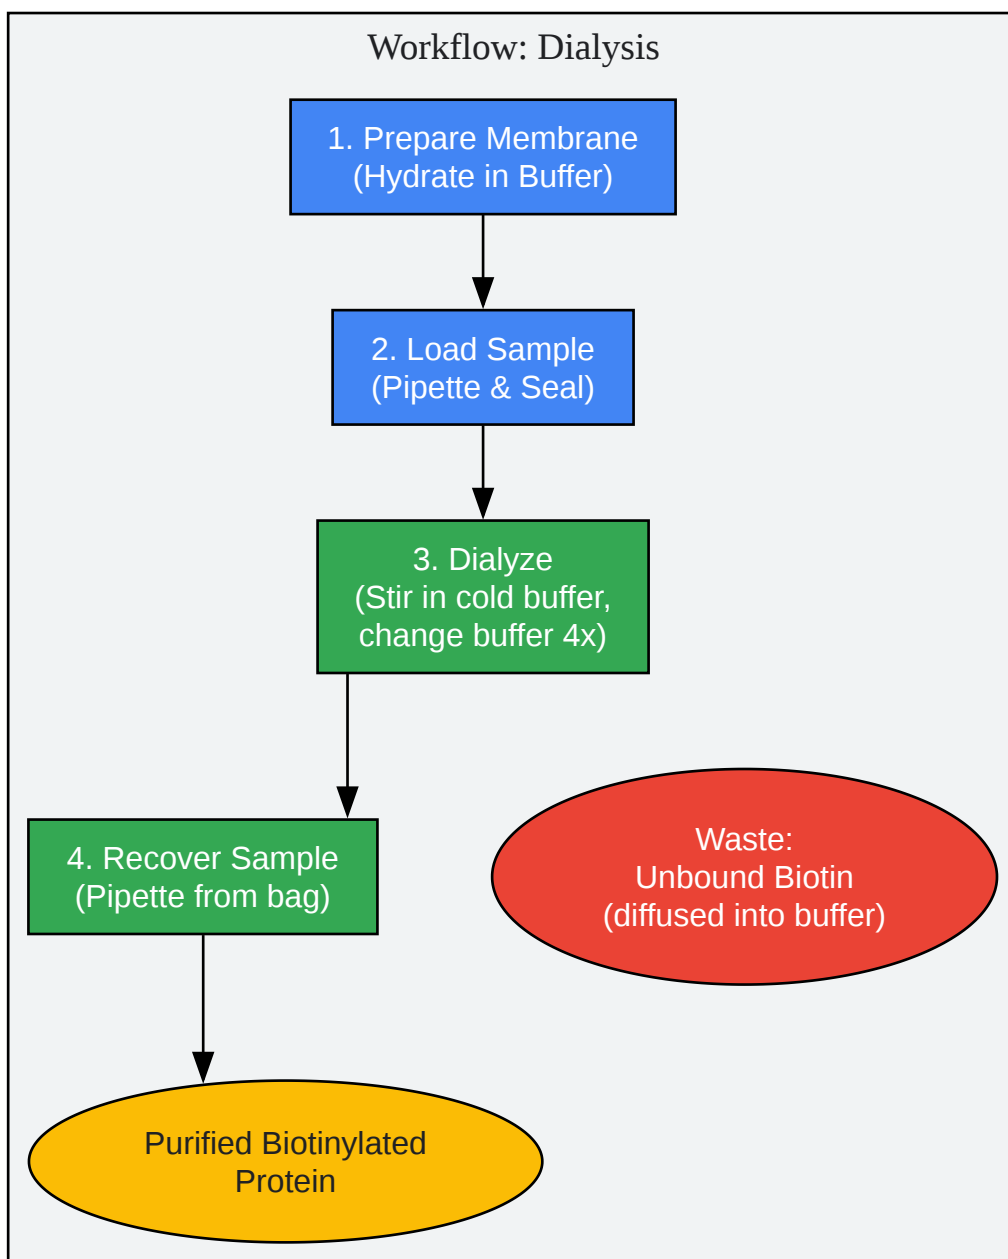 Workflow: Dialysis
1. Prepare Membrane
(Hydrate in Buffer)
2. Load Sample
(Pipette & Seal)
3. Dialyze
(Stir in cold buffer,
change buffer 4x)
4. Recover Sample
(Pipette from bag)
Waste:
Unbound Biotin
(diffused into buffer)
Purified Biotinylated
Protein